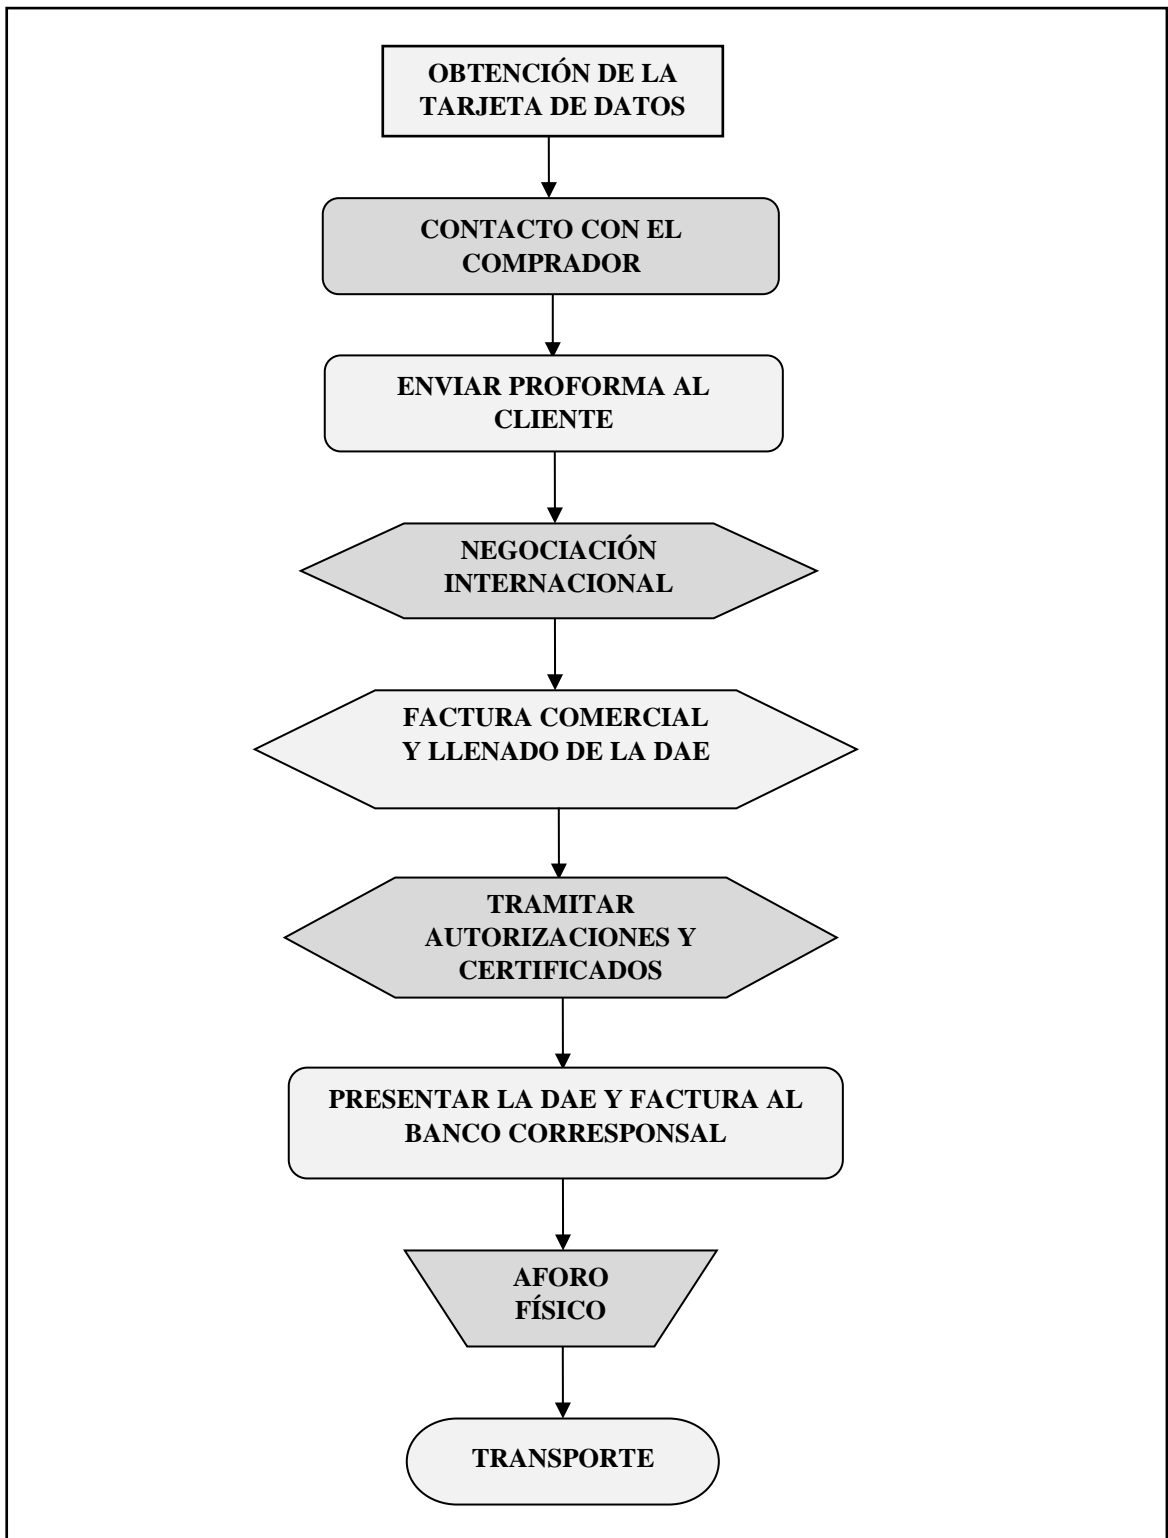 OBTENCIÓN DE LA
TARJETA DE DATOS
CONTACTO CON EL
COMPRADOR
ENVIAR PROFORMA AL
CLIENTE
NEGOCIACIÓN
INTERNACIONAL
FACTURA COMERCIAL
Y LLENADO DE LA DAE
TRAMITAR
AUTORIZACIONES Y
CERTIFICADOS
PRESENTAR LA DAE Y FACTURA AL
BANCO CORRESPONSAL
AFORO
FÍSICO
TRANSPORTE